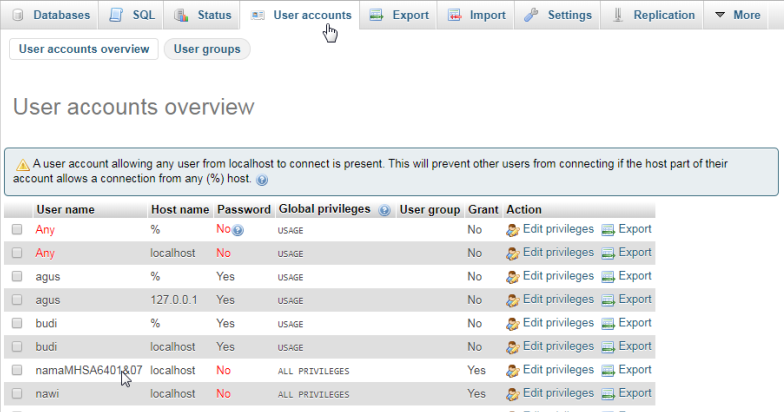 Databases SQL Status User accounts Export Import Settings Replication More
User accounts overview User groups
User accounts overview
A user account allowing any user from localhost to connect is present. This will prevent other users from connecting if the host part of their
account allows a connection from any (%) host.
User name Host name Password Global privileges User group Grant Action
Any % No USAGE No Edit privileges Export
Any localhost No USAGE No Edit privileges Export
agus % Yes USAGE No Edit privileges Export
agus 127.0.0.1 Yes USAGE No Edit privileges Export
budi % Yes USAGE No Edit privileges Export
budi localhost Yes USAGE No Edit privileges Export
localhost No ALL PRIVILEGES Yes Edit privileges Export
nawi localhost No ALL PRIVILEGES Yes Edit privileges Export